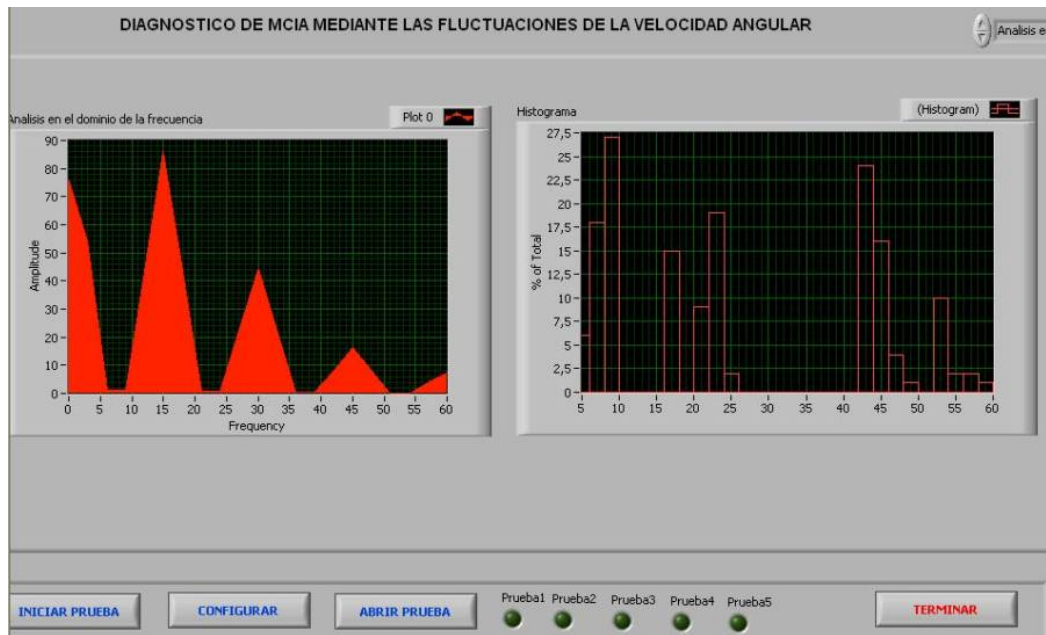 DIAGNOSTICO DE MCIA MEDIANTE LAS FLUCTUACIONES DE LA VELOCIDAD ANGULAR
Analisis e
Analisis en el dominio de la frecuencia
Plot 0
90
80
70
60
50
40
30
20
10
0
Amplitude
0 5 10 15 20 25 30 35 40 45 50 55 60
Frequency
Histograma
(Histogram)
27,5
25
22,5
20
17,5
15
12,5
10
7,5
5
2,5
0
% of Total
5 10 15 20 25 30 35 40 45 50 55 60
INICIAR PRUEBA
CONFIGURAR
ABRIR PRUEBA
Prueba1 Prueba2 Prueba3 Prueba4 Prueba5
TERMINAR